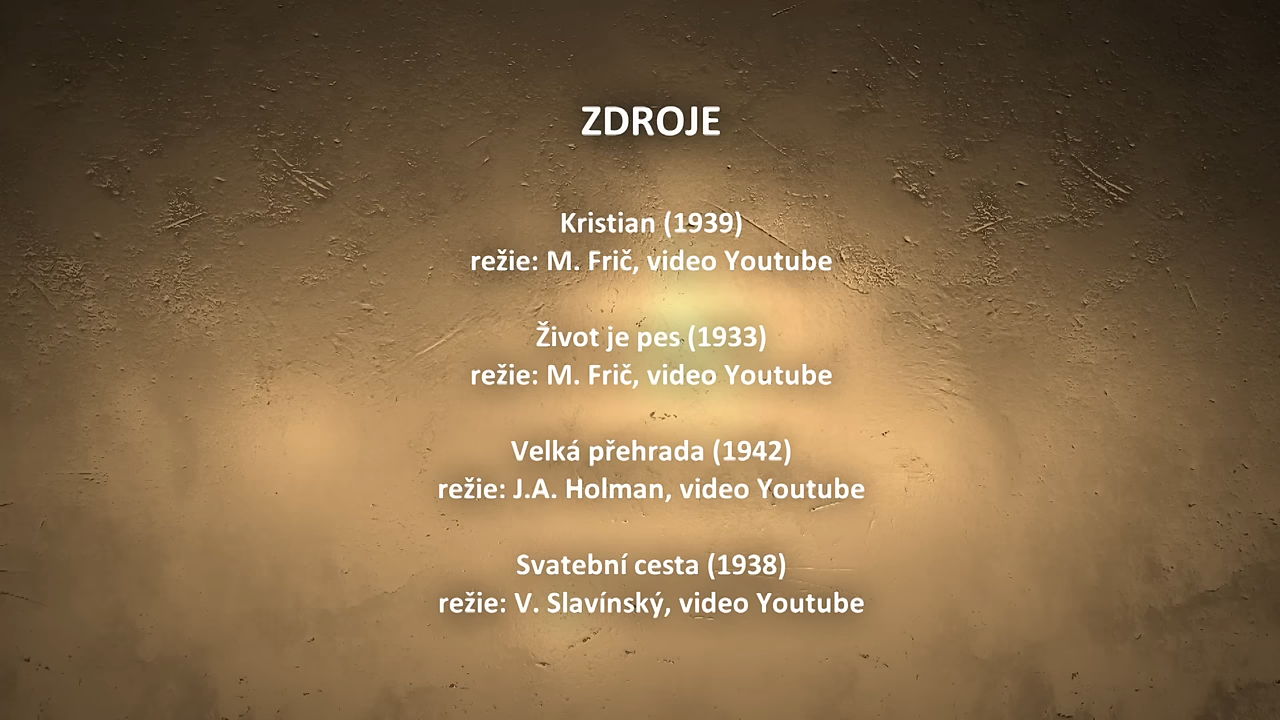 ZDROJE
Kristian (1939)
režie: M. Frič, video Youtube
Život je pes (1933)
režie: M. Frič, video Youtube
Velká přehrada (1942)
režie: J.A. Holman, video Youtube
Svatební cesta (1938)
režie: V. Slavínský, video Youtube